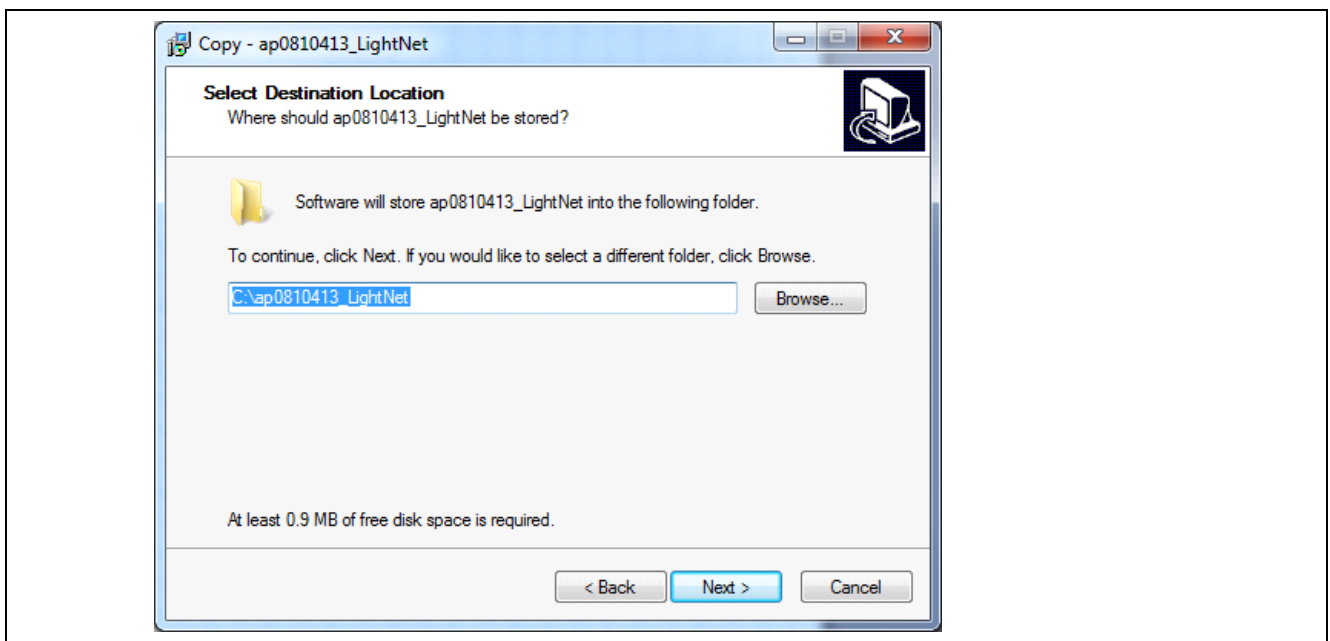 Copy - ap0810413_LightNet
Select Destination Location
Where should ap0810413_LightNet be stored?
Software will store ap0810413_LightNet into the following folder.
To continue, click Next. If you would like to select a different folder, click Browse.
C:\ap0810413_LightNet
Browse...
At least 0.9 MB of free disk space is required.
< Back
Next >
Cancel